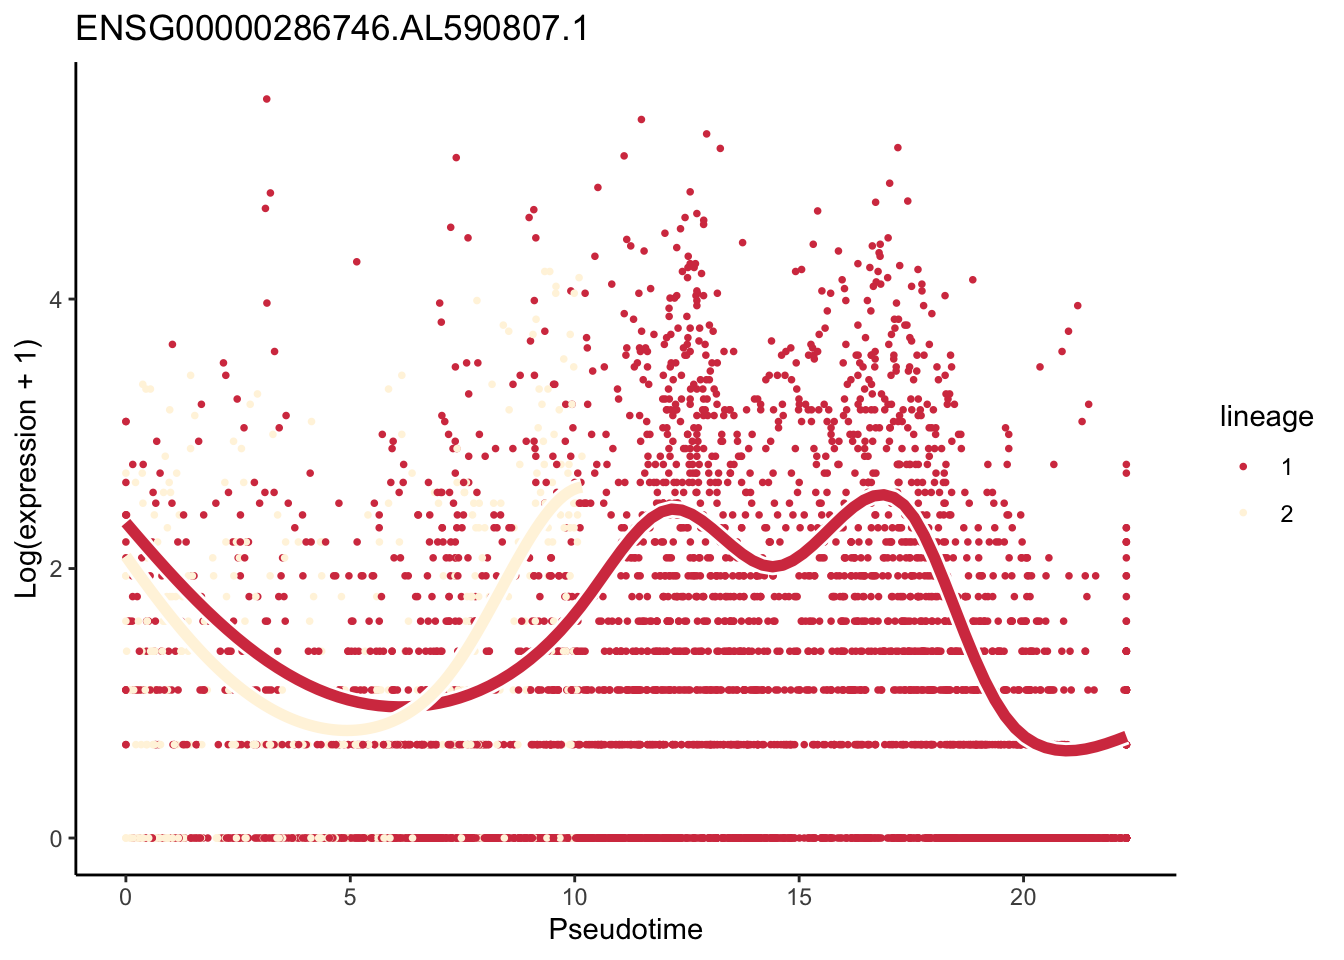 ENSG00000286746.AL590807.1
Log(expression + 1)
4
2
0
0 5 10 15 20
Pseudotime
lineage
1
2